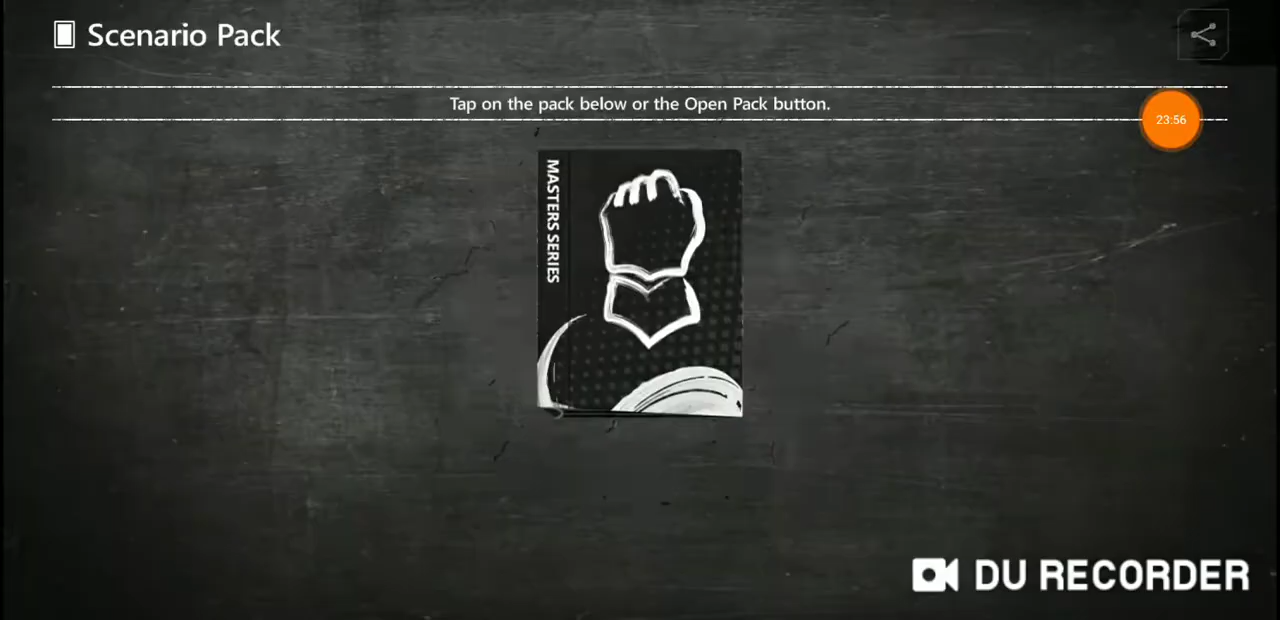 Scenario Pack
Tap on the pack below or the Open Pack button.
23:56
MASTERS SERIES
DU RECORDER